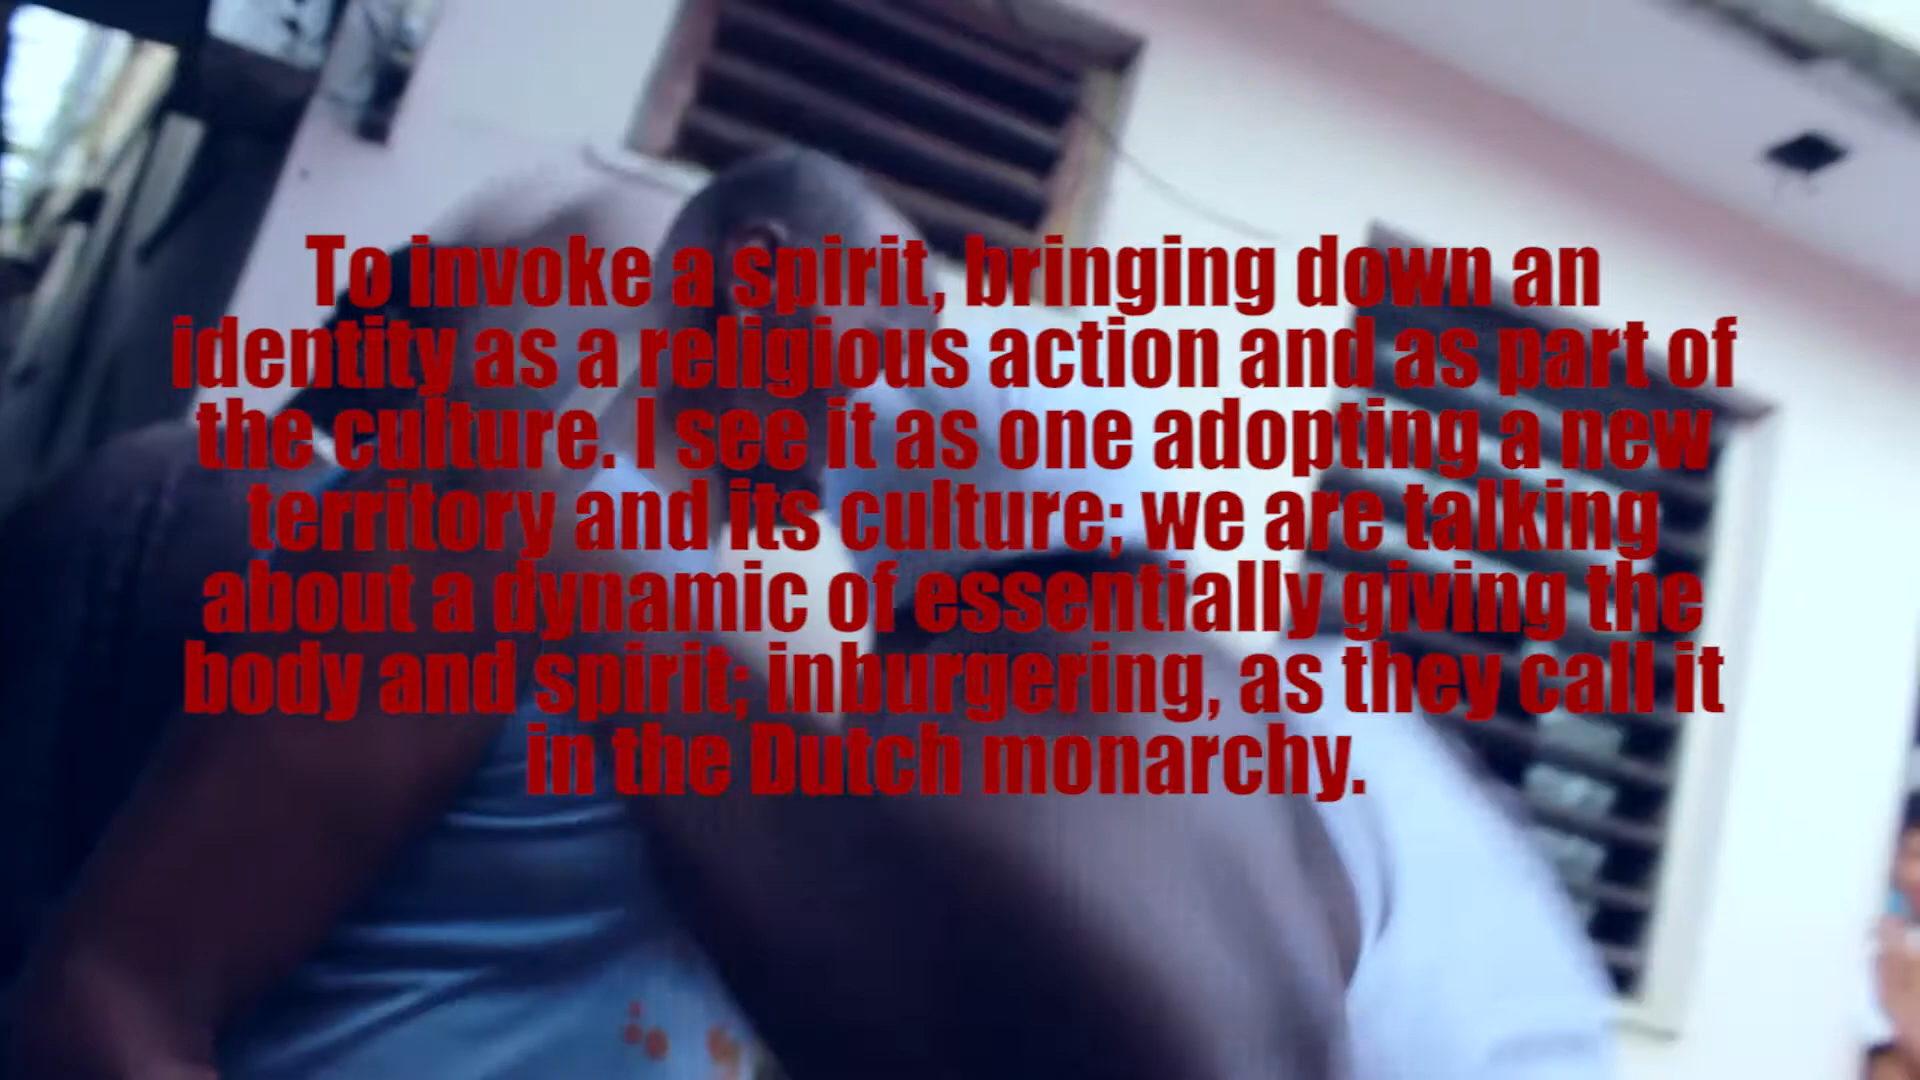 To invoke a spirit, bringing down an
identity as a religious action and as part of
the culture. I see it as one adopting a new
territory and its culture; we are talking
about a dynamic of essentially giving the
body and spirit; inburgering, as they call it
in the Dutch monarchy.